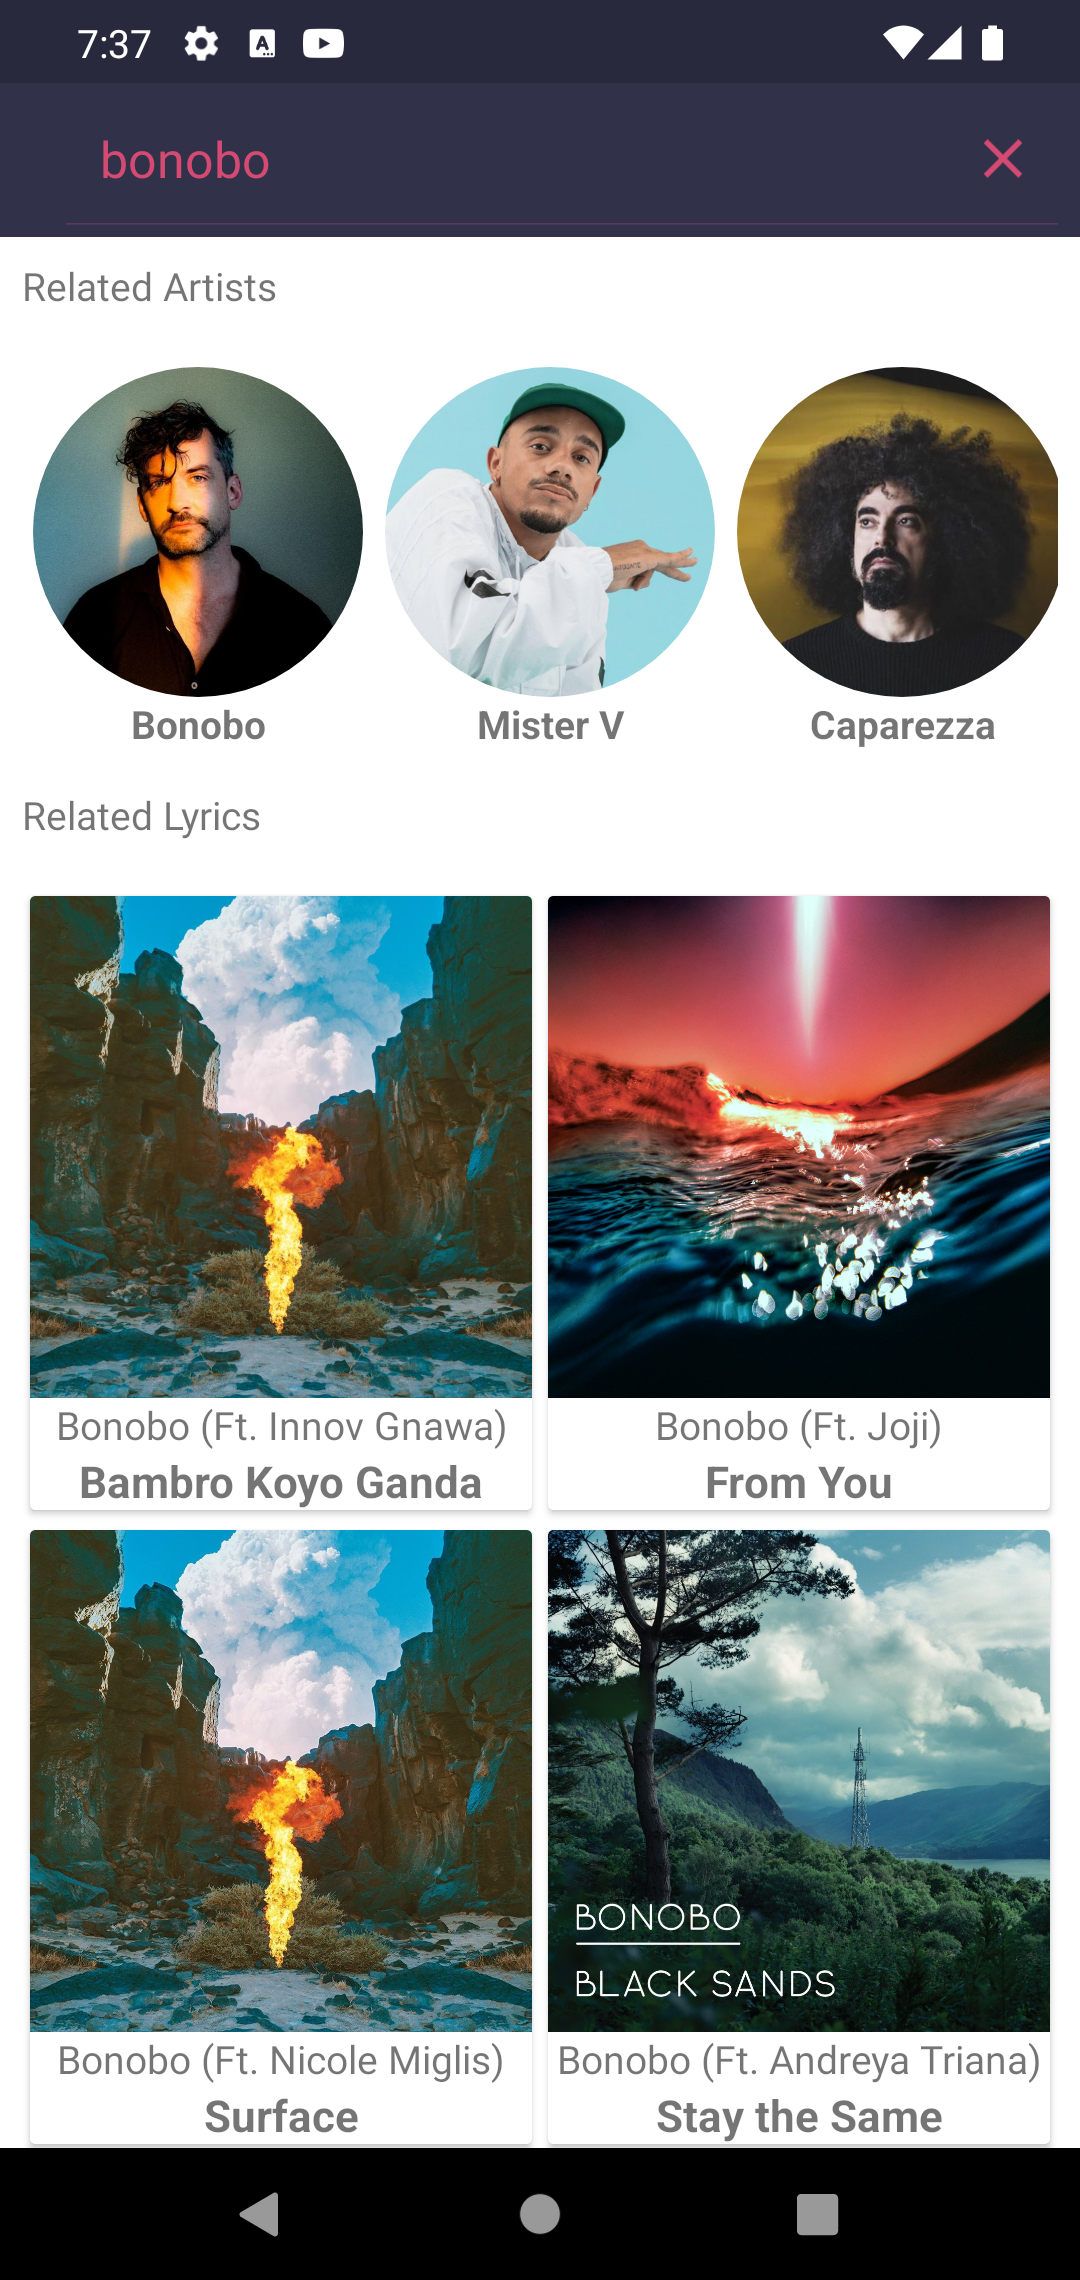 7:37
bonobo
Related Artists
Bonobo
Mister V
Caparezza
Related Lyrics
Bonobo (Ft. Innov Gnawa)
Bambro Koyo Ganda
Bonobo (Ft. Joji)
From You
BONOBO
BLACK SANDS
Bonobo (Ft. Nicole Miglis)
Surface
Bonobo (Ft. Andreya Triana)
Stay the Same